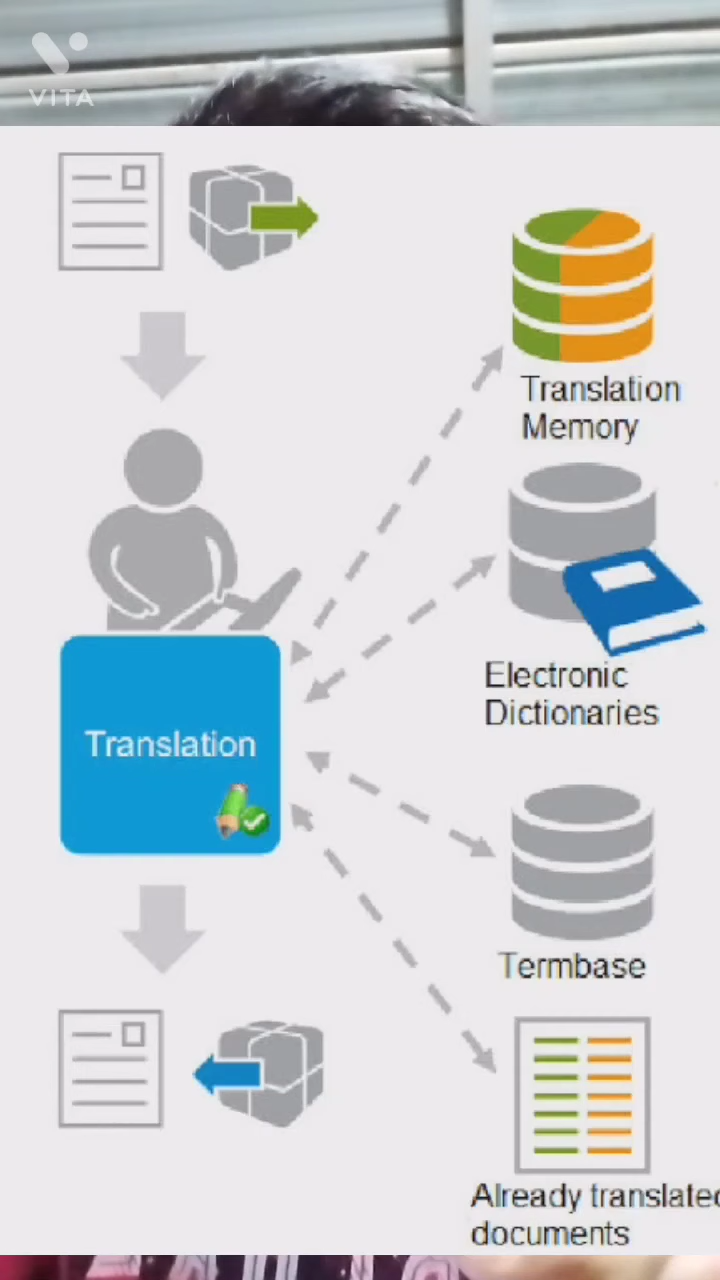 VITA
Translation
Memory
Electronic
Dictionaries
Translation
Termbase
Already translated
documents